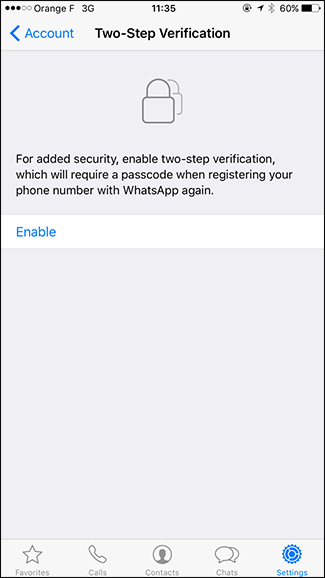 Orange F 3G 11:35 60%
Account Two-Step Verification
For added security, enable two-step verification,
which will require a passcode when registering your
phone number with WhatsApp again.
Enable
Favorites Calls Contacts Chats Settings